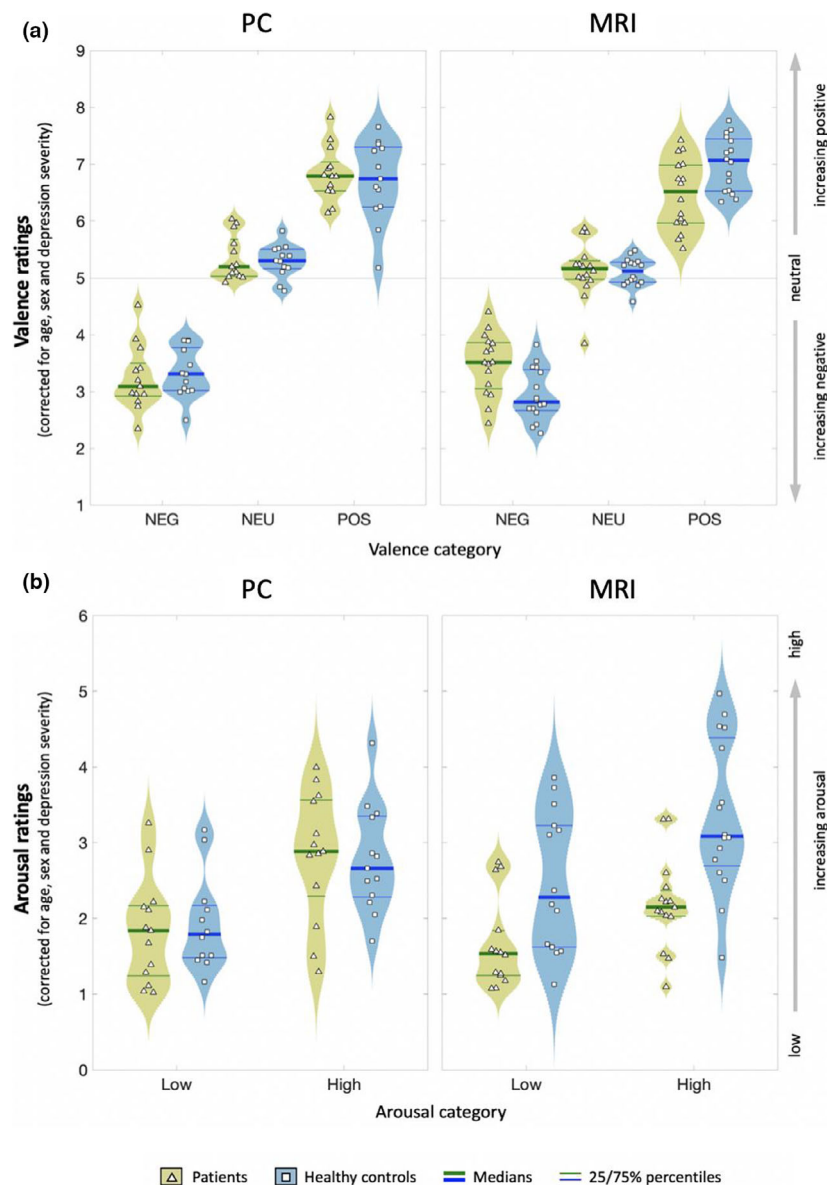 (a)
PC MRI
Valence ratings
(corrected for age, sex and depression severity)
9
8
7
6
5
4
3
2
1
NEG NEU POS NEG NEU POS
Valence category
increasing positive
neutral
increasing negative
(b)
PC MRI
Arousal ratings
(corrected for age, sex and depression severity)
6
5
4
3
2
1
0
Low High Low High
Arousal category
high
increasing arousal
low
Patients Healthy controls Medians 25/75% percentiles